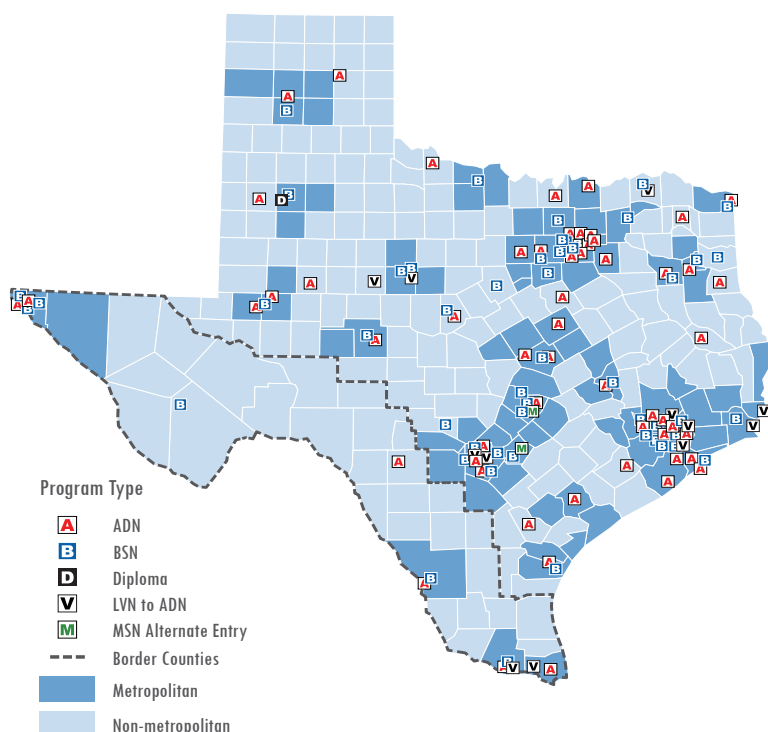 Program Type
A ADN
B BSN
D Diploma
V LVN to ADN
M MSN Alternate Entry
Border Counties
Metropolitan
Non-metropolitan